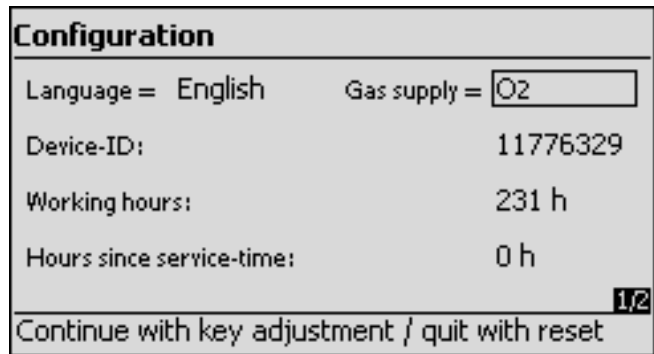 Configuration
Language = English Gas supply = O2
Device-ID: 11776329
Working hours: 231 h
Hours since service-time: 0 h
1/2
Continue with key adjustment / quit with reset